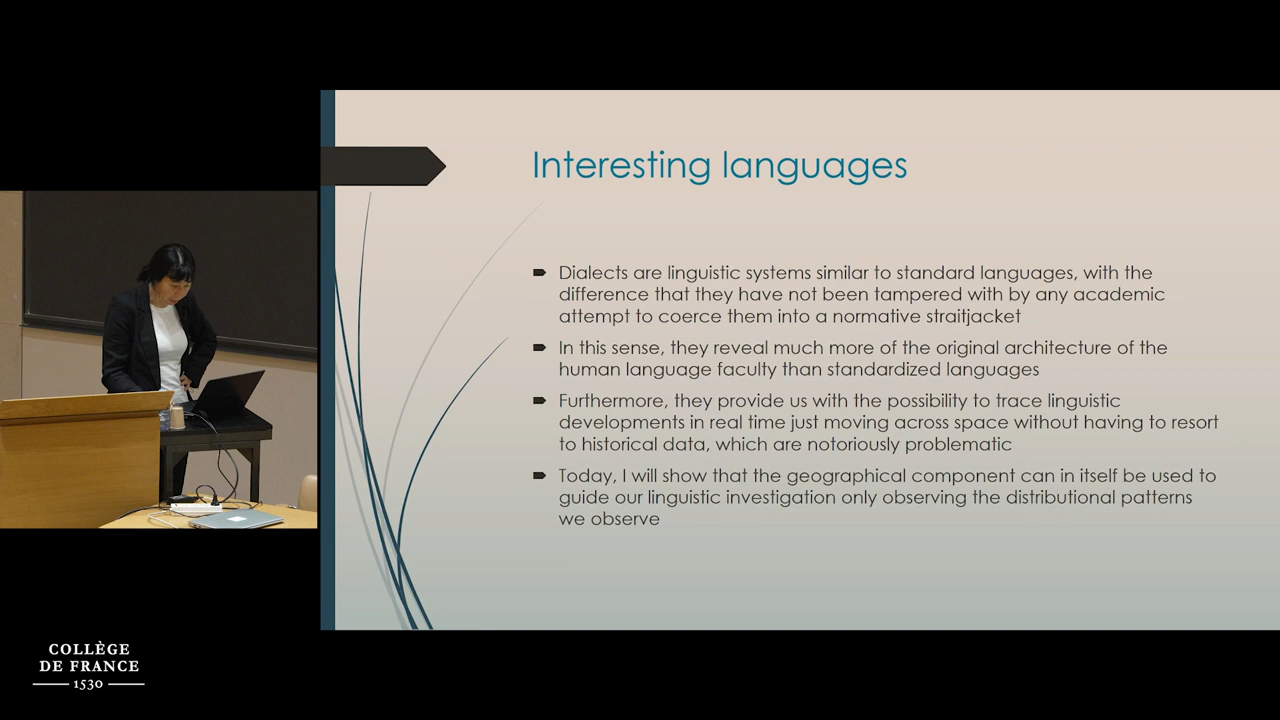 Interesting languages
Dialects are linguistic systems similar to standard languages, with the
difference that they have not been tampered with by any academic
attempt to coerce them into a normative straitjacket
In this sense, they reveal much more of the original architecture of the
human language faculty than standardized languages
Furthermore, they provide us with the possibility to trace linguistic
developments in real time just moving across space without having to resort
to historical data, which are notoriously problematic
Today, I will show that the geographical component can in itself be used to
guide our linguistic investigation only observing the distributional patterns
we observe
COLLÈGE
DE FRANCE
1530